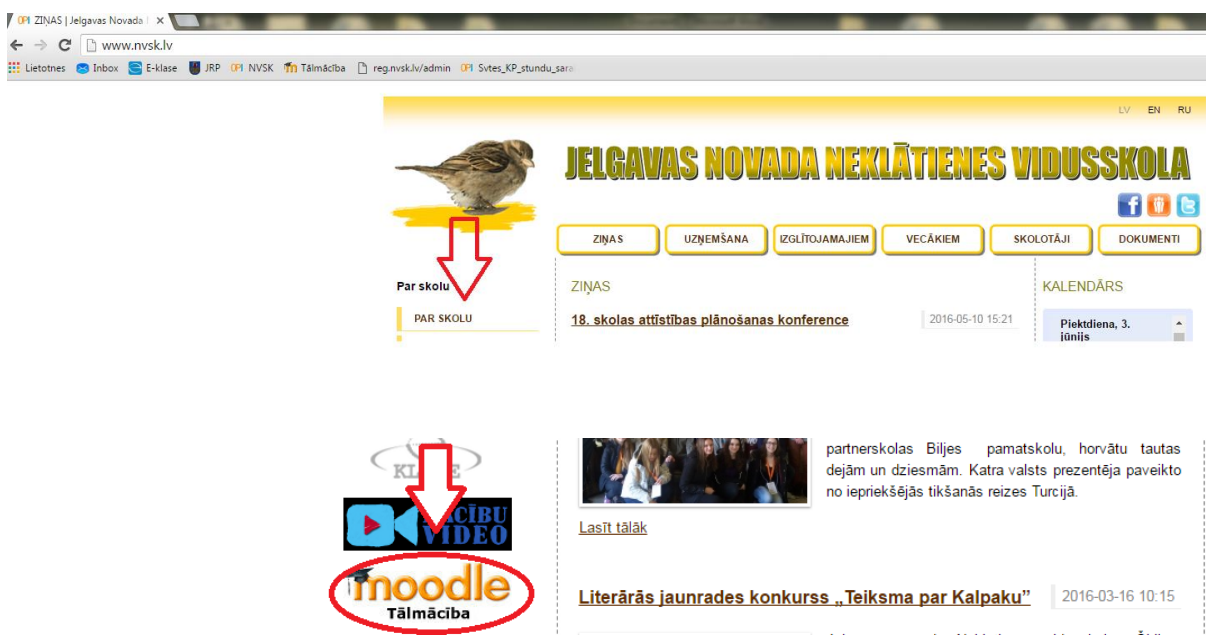 ZIŅAS | Jelgavas Novada
www.nvsk.lv
Lietotnes Inbox E-klase JRP NVSK Tālmācība reg.nvsk.lv/admin Svtes_KP_stundu_sara
LV EN RU
JELGAVAS NOVADA NEKLĀTIENES VIDUSSKOLA
ZIŅAS UZŅEMŠANA IZGLĪTOJAMAJIEM VECĀKIEM SKOLOTĀJI DOKUMENTI
Par skolu
PAR SKOLU
ZIŅAS
18. skolas attīstības plānošanas konference 2016-05-10 15:21
KALENDĀRS
Piektdiena, 3.
jūnijs
VIDEO
moodle
Tālmācība
partnerskolas Biljes pamatskolu, horvātu tautas
dejām un dziesmām. Katra valsts prezentēja paveikto
no iepriekšējās tikšanās reizes Turcijā.
Lasīt tālāk
Literārās jaunrades konkurss „Teiksma par Kalpaku” 2016-03-16 10:15